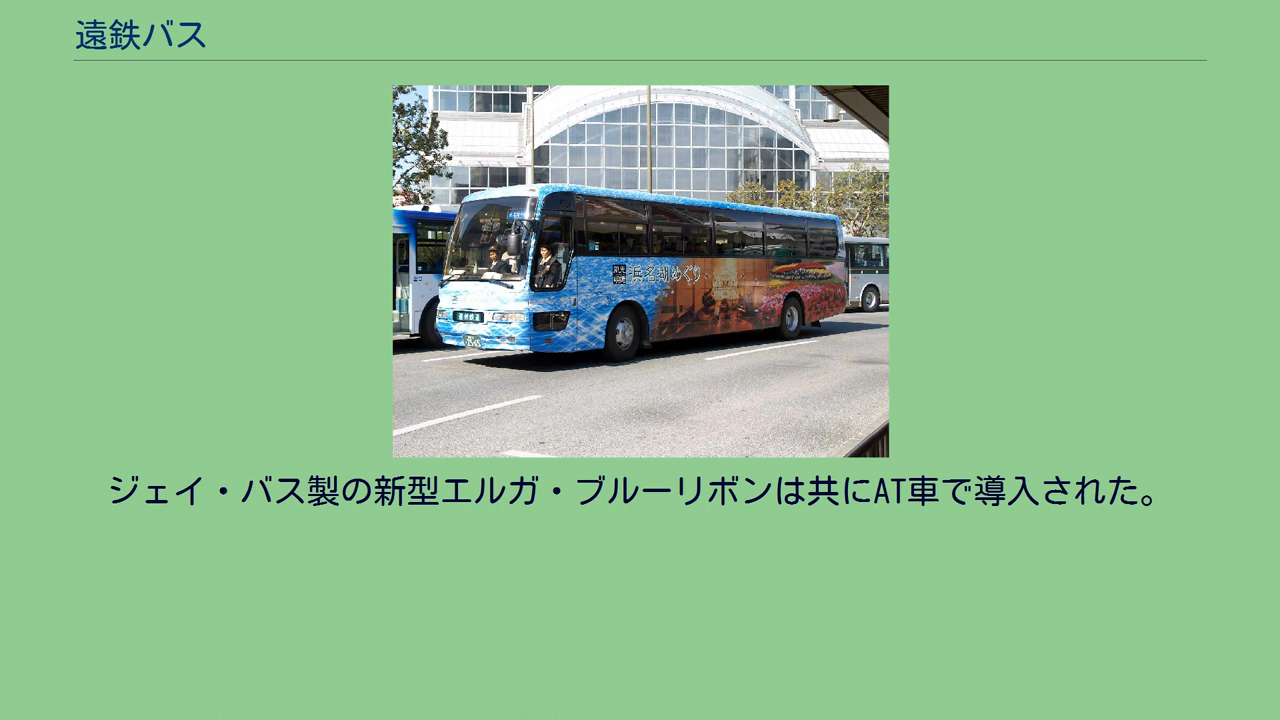 遠鉄バス
浜名湖めぐり
ジェイ・バス製の新型エルガ・ブルーリボンは共にAT車で導入された。